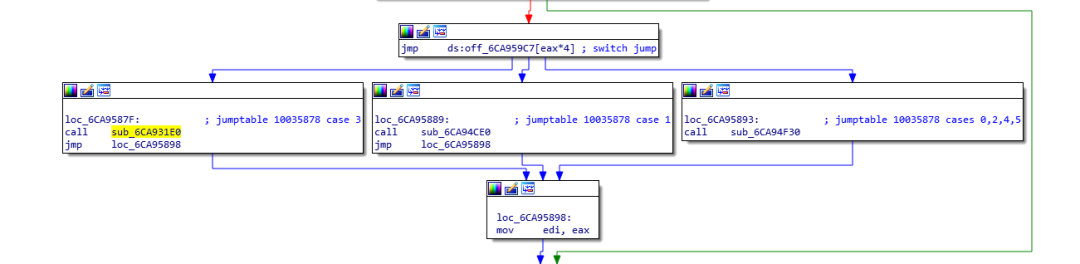 jmp ds:off_6CA959C7[eax*4] ; switch jump
loc_6CA9587F: ; jumptable 10035878 case 3
call sub_6CA931E0
jmp loc_6CA95898
loc_6CA95889: ; jumptable 10035878 case 1
call sub_6CA94CE0
jmp loc_6CA95898
loc_6CA95893: ; jumptable 10035878 cases 0,2,4,5
call sub_6CA94F30
loc_6CA95898:
mov edi, eax